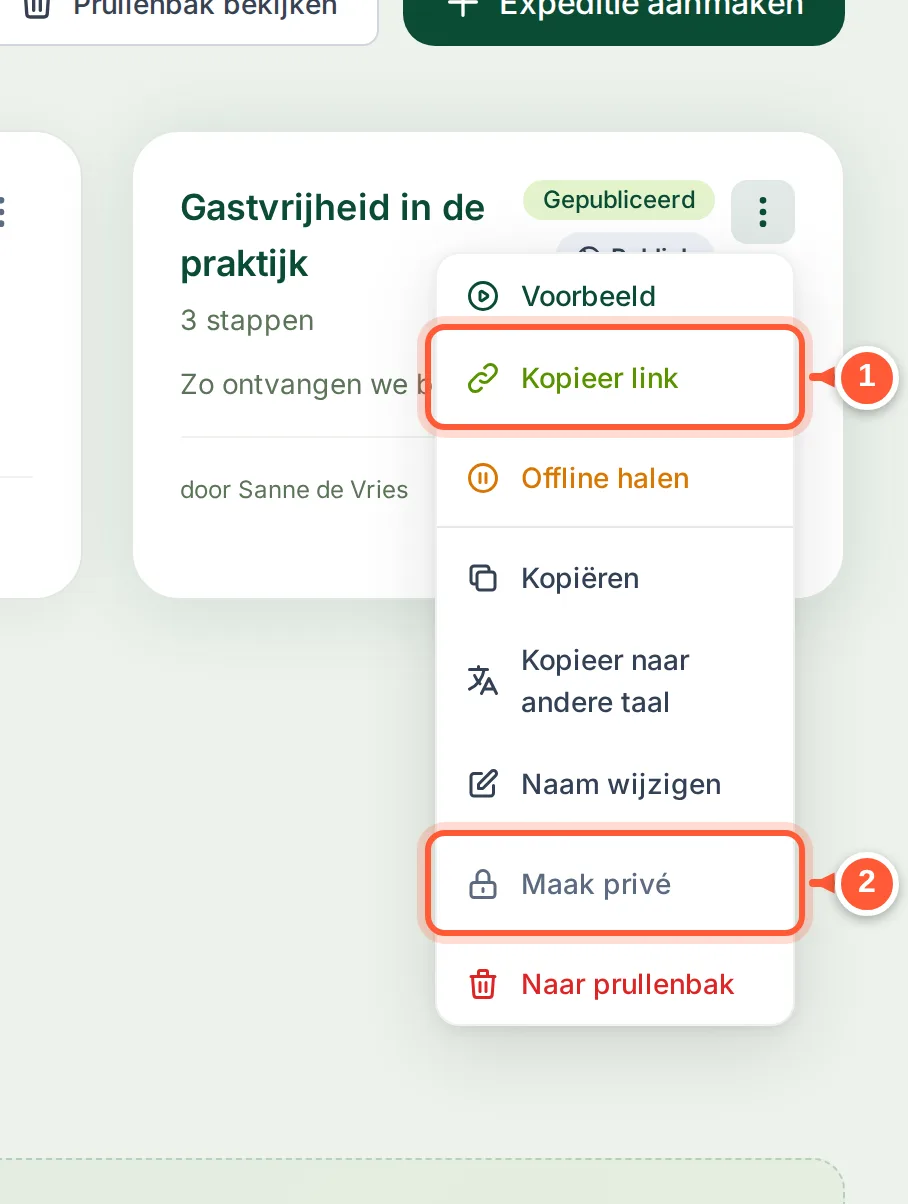 Prullenbak bekijken
Expeditie aanmaken
Gastvrijheid in de
praktijk
Gepubliceerd
3 stappen
Zo ontvangen we
door Sanne de Vries
Voorbeeld
Kopieer link
1
Offline halen
Kopiëren
Kopieer naar
andere taal
Naam wijzigen
Maak privé
2
Naar prullenbak